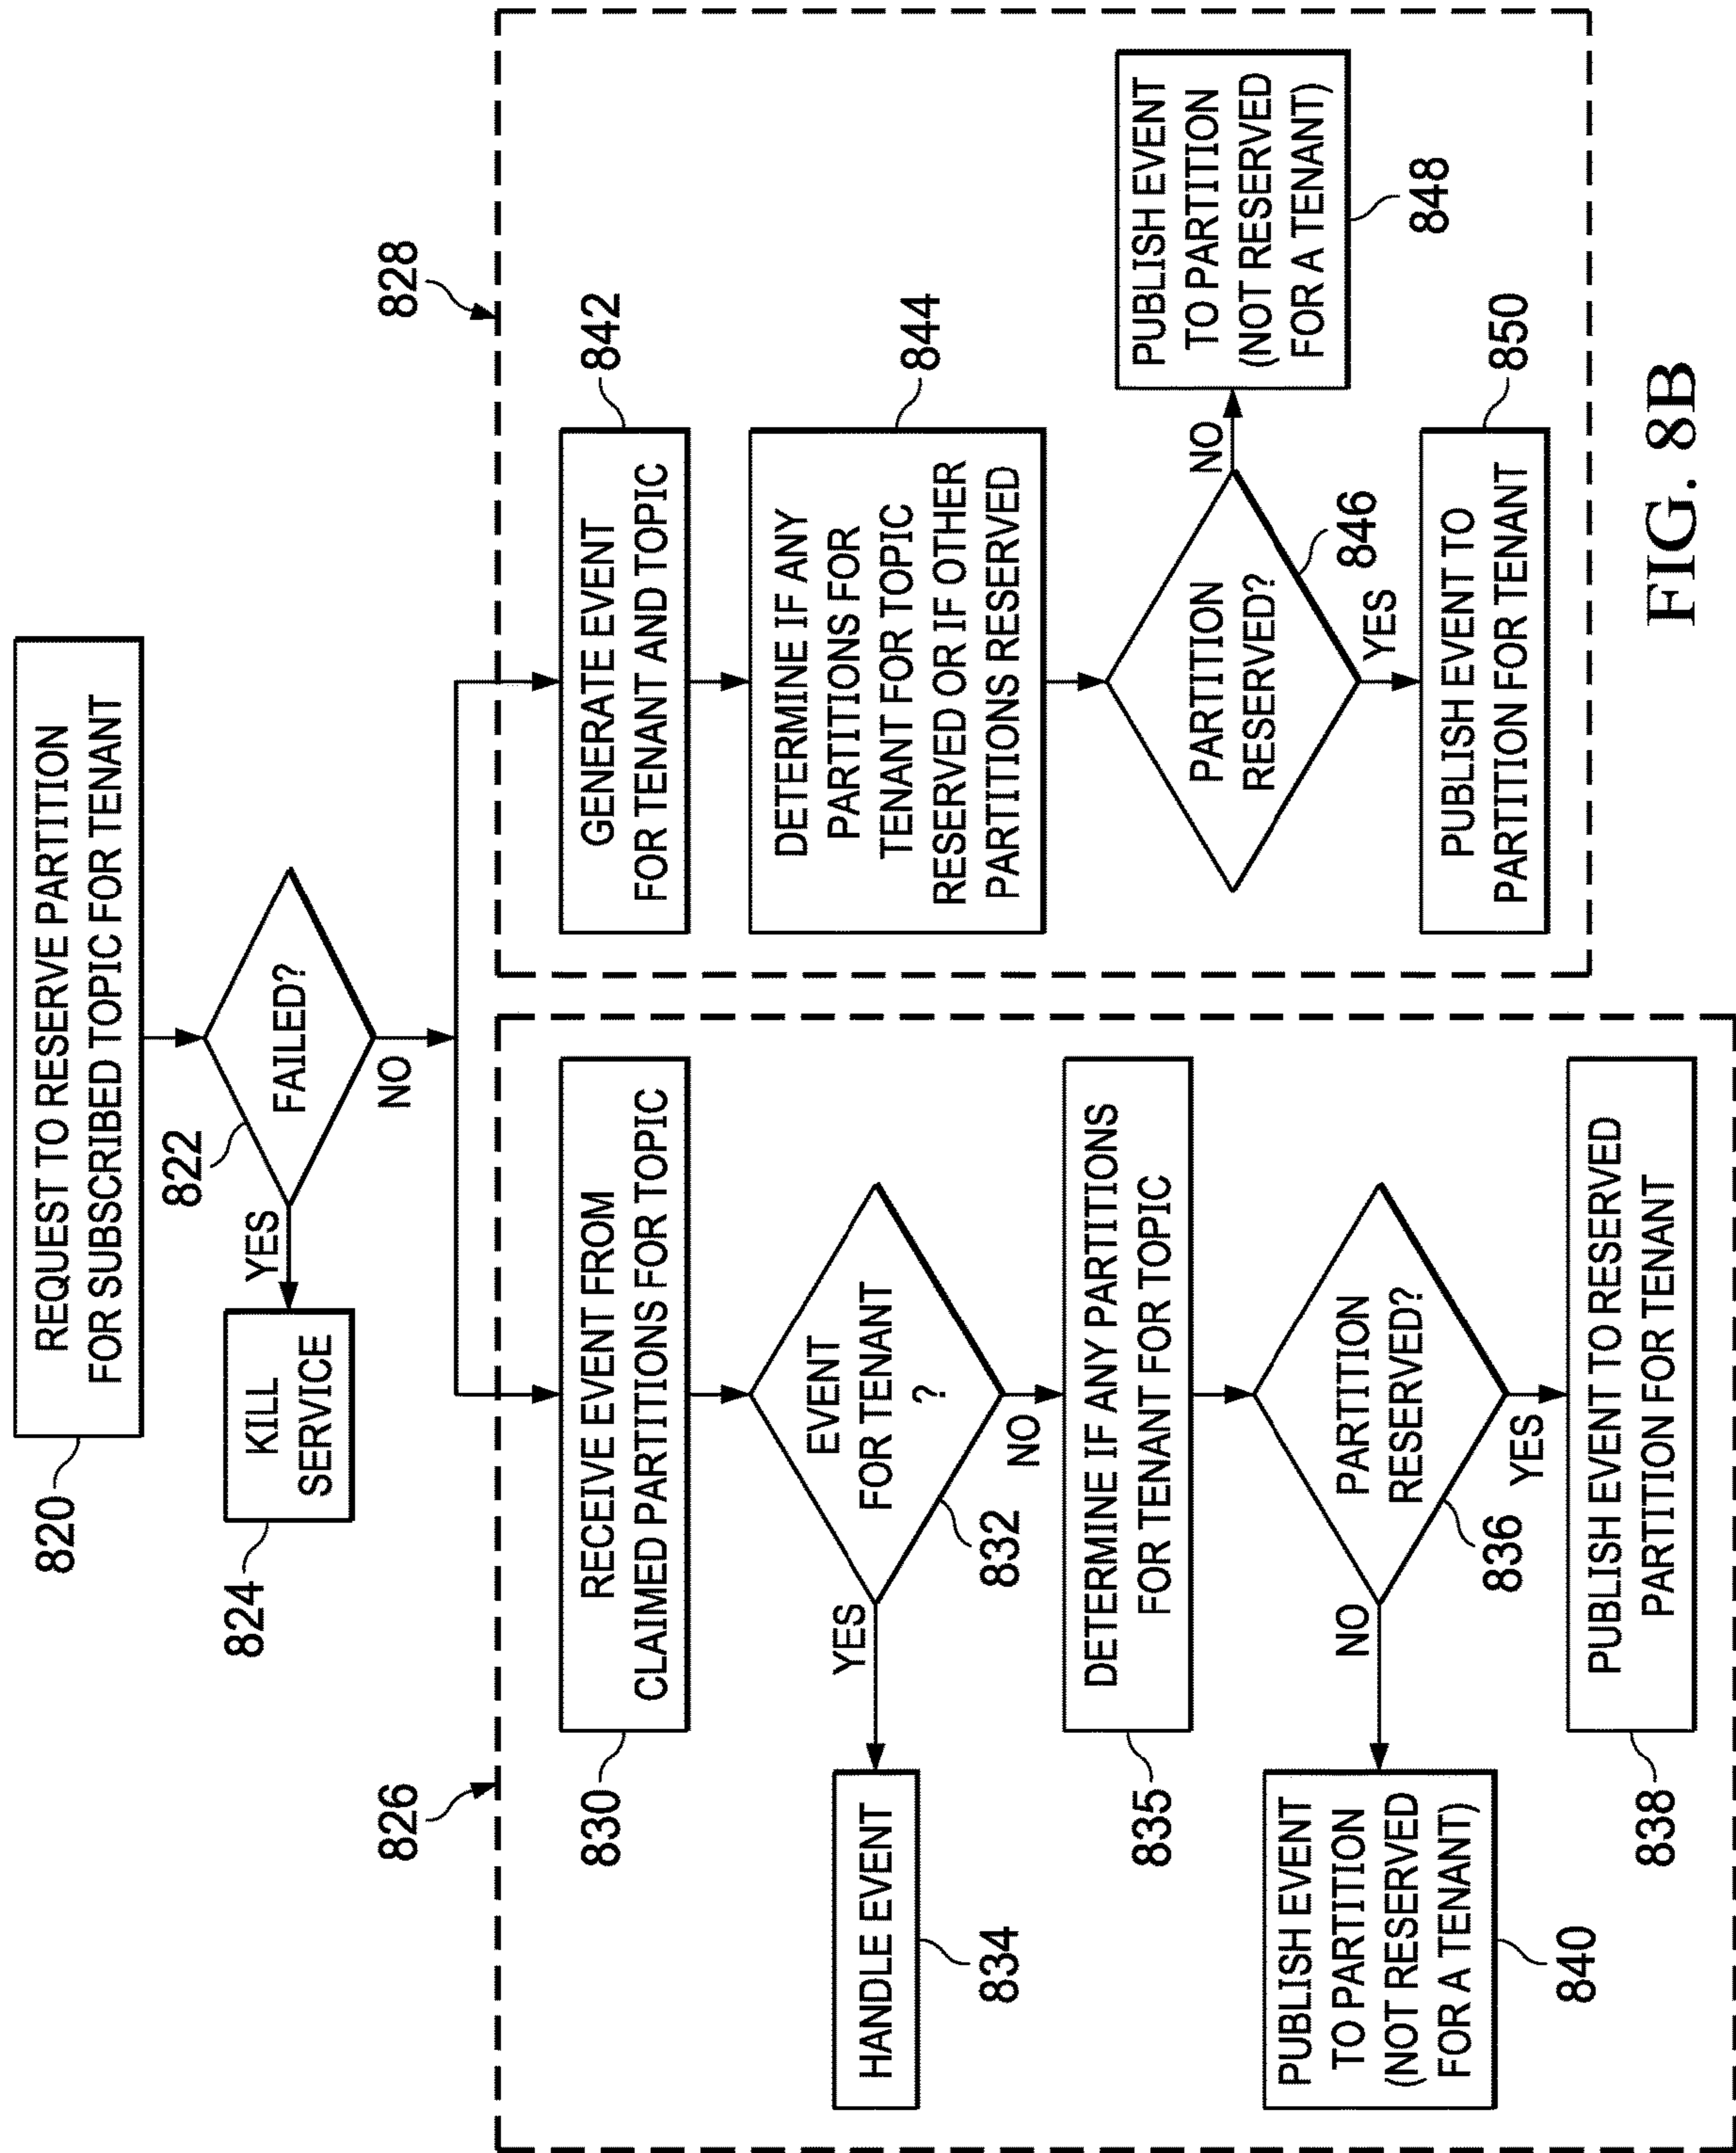 REQUEST TO RESERVE PARTITION
FOR SUBSCRIBED TOPIC FOR TENANT
820
FAILED?
822
YES
NO
KILL
SERVICE
824
826
RECEIVE EVENT FROM
CLAIMED PARTITIONS FOR TOPIC
830
EVENT
FOR TENANT
?
832
YES
NO
HANDLE EVENT
834
DETERMINE IF ANY PARTITIONS
FOR TENANT FOR TOPIC
835
PARTITION
RESERVED?
836
NO
YES
PUBLISH EVENT
TO PARTITION
(NOT RESERVED
FOR A TENANT)
840
PUBLISH EVENT TO RESERVED
PARTITION FOR TENANT
838
828
GENERATE EVENT
FOR TENANT AND TOPIC
842
DETERMINE IF ANY
PARTITIONS FOR
TENANT FOR TOPIC
RESERVED OR IF OTHER
PARTITIONS RESERVED
844
PARTITION
RESERVED?
846
NO
YES
PUBLISH EVENT
TO PARTITION
(NOT RESERVED
FOR A TENANT)
848
PUBLISH EVENT TO
PARTITION FOR TENANT
850
FIG. 8B